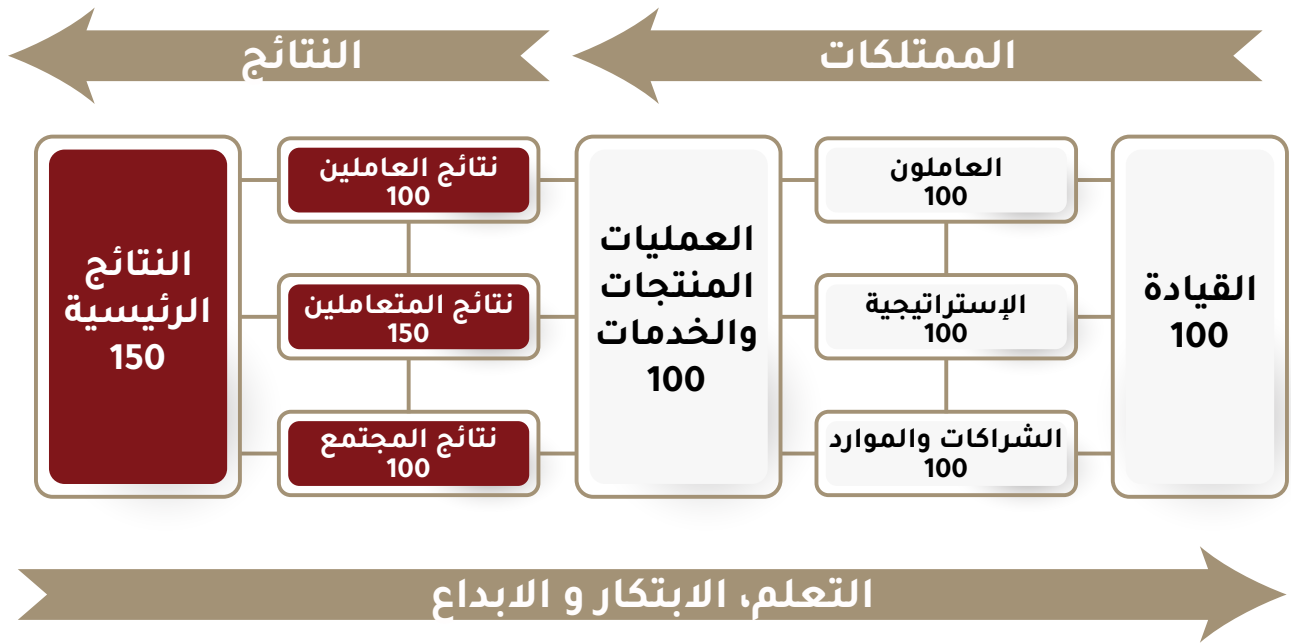 الممتلكات
النتائج
القيادة
100
العاملون
100
الإستراتيجية
100
الشراكات والموارد
100
العمليات
المنتجات
والخدمات
100
نتائج العاملين
100
نتائج المتعاملين
150
نتائج المجتمع
100
النتائج
الرئيسية
150
التعلم، الابتكار و الابداع